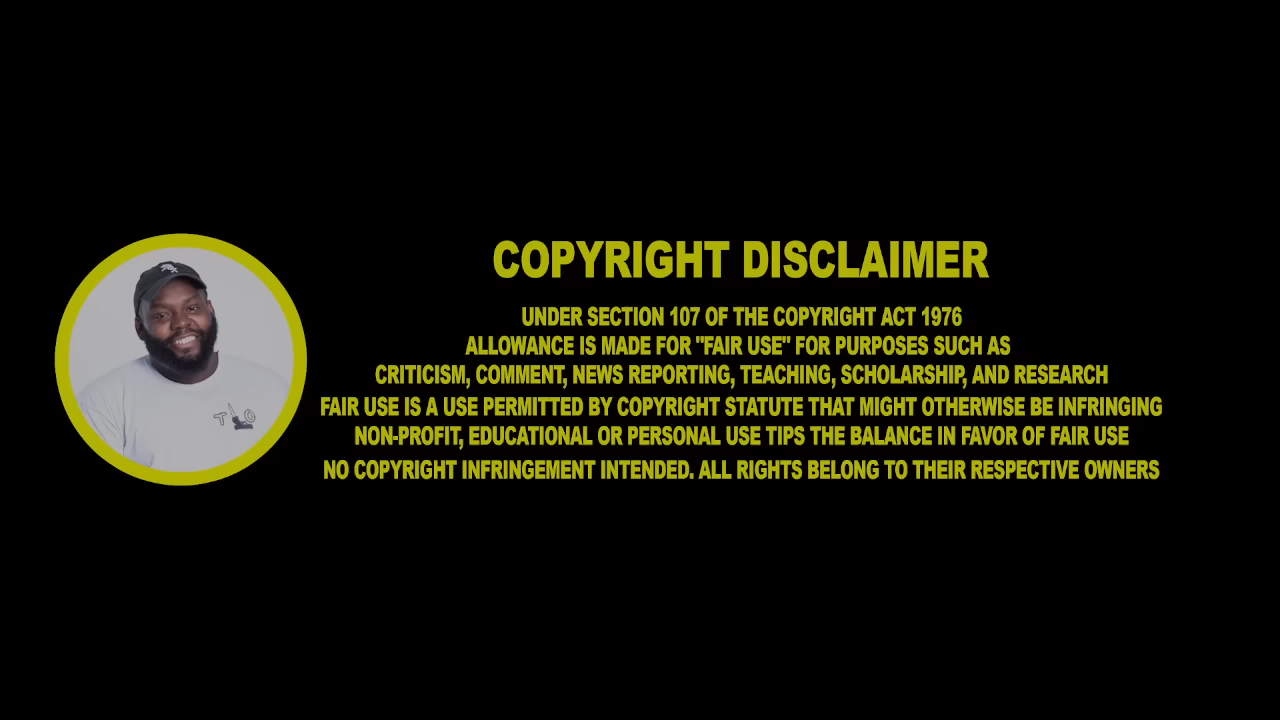 COPYRIGHT DISCLAIMER
UNDER SECTION 107 OF THE COPYRIGHT ACT 1976
ALLOWANCE IS MADE FOR "FAIR USE" FOR PURPOSES SUCH AS
CRITICISM, COMMENT, NEWS REPORTING, TEACHING, SCHOLARSHIP, AND RESEARCH
FAIR USE IS A USE PERMITTED BY COPYRIGHT STATUTE THAT MIGHT OTHERWISE BE INFRINGING
NON-PROFIT, EDUCATIONAL OR PERSONAL USE TIPS THE BALANCE IN FAVOR OF FAIR USE
NO COPYRIGHT INFRINGEMENT INTENDED. ALL RIGHTS BELONG TO THEIR RESPECTIVE OWNERS